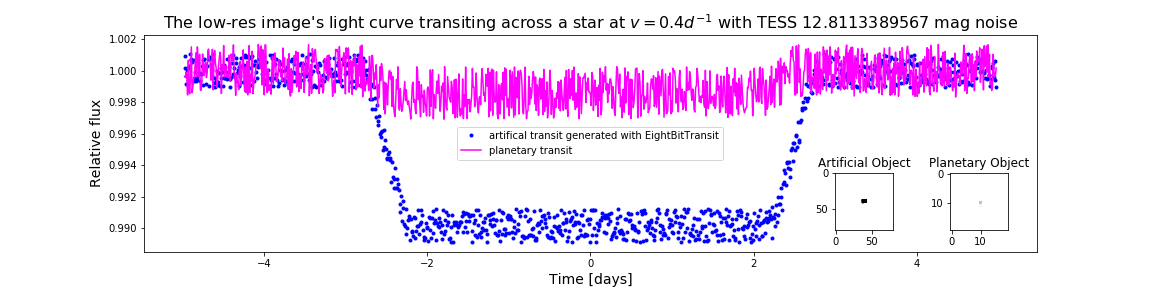 The low-res image's light curve transiting across a star at v = 0.4d⁻¹ with TESS 12.8113389567 mag noise
Relative flux
1.002
1.000
0.998
0.996
0.994
0.992
0.990
artifical transit generated with EightBitTransit
planetary transit
Artificial Object
0
50
0 50
Planetary Object
0
10
0 10
−4 −2 0 2 4
Time [days]